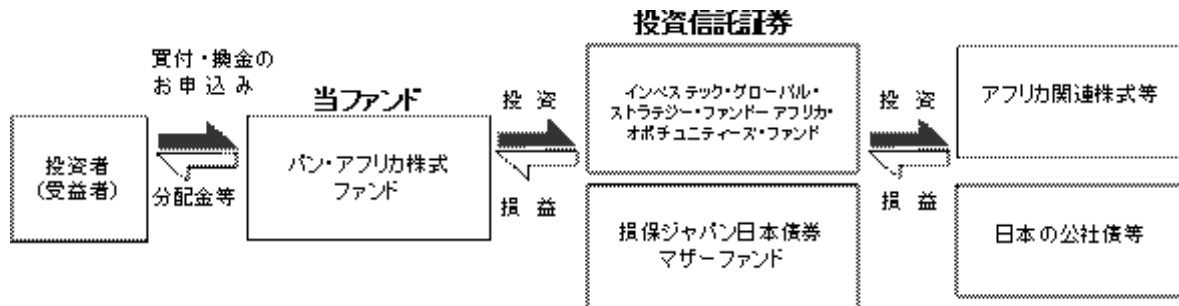 投資信託証券
買付・換金の
お申込み
当ファンド
投資者
(受益者)
分配金等
パン・アフリカ株式
ファンド
投資
損益
インベステック・グローバル・
ストラテジー・ファンドーアフリカ・
オポチュニティーズ・ファンド
損保ジャパン日本債券
マザーファンド
投資
損益
アフリカ関連株式等
日本の公社債等